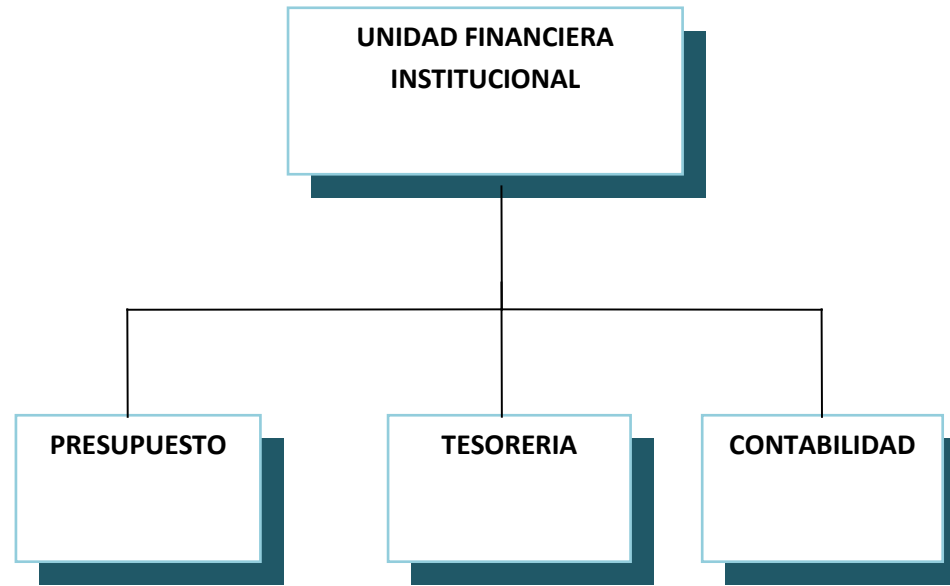 UNIDAD FINANCIERA
INSTITUCIONAL
PRESUPUESTO
TESORERIA
CONTABILIDAD